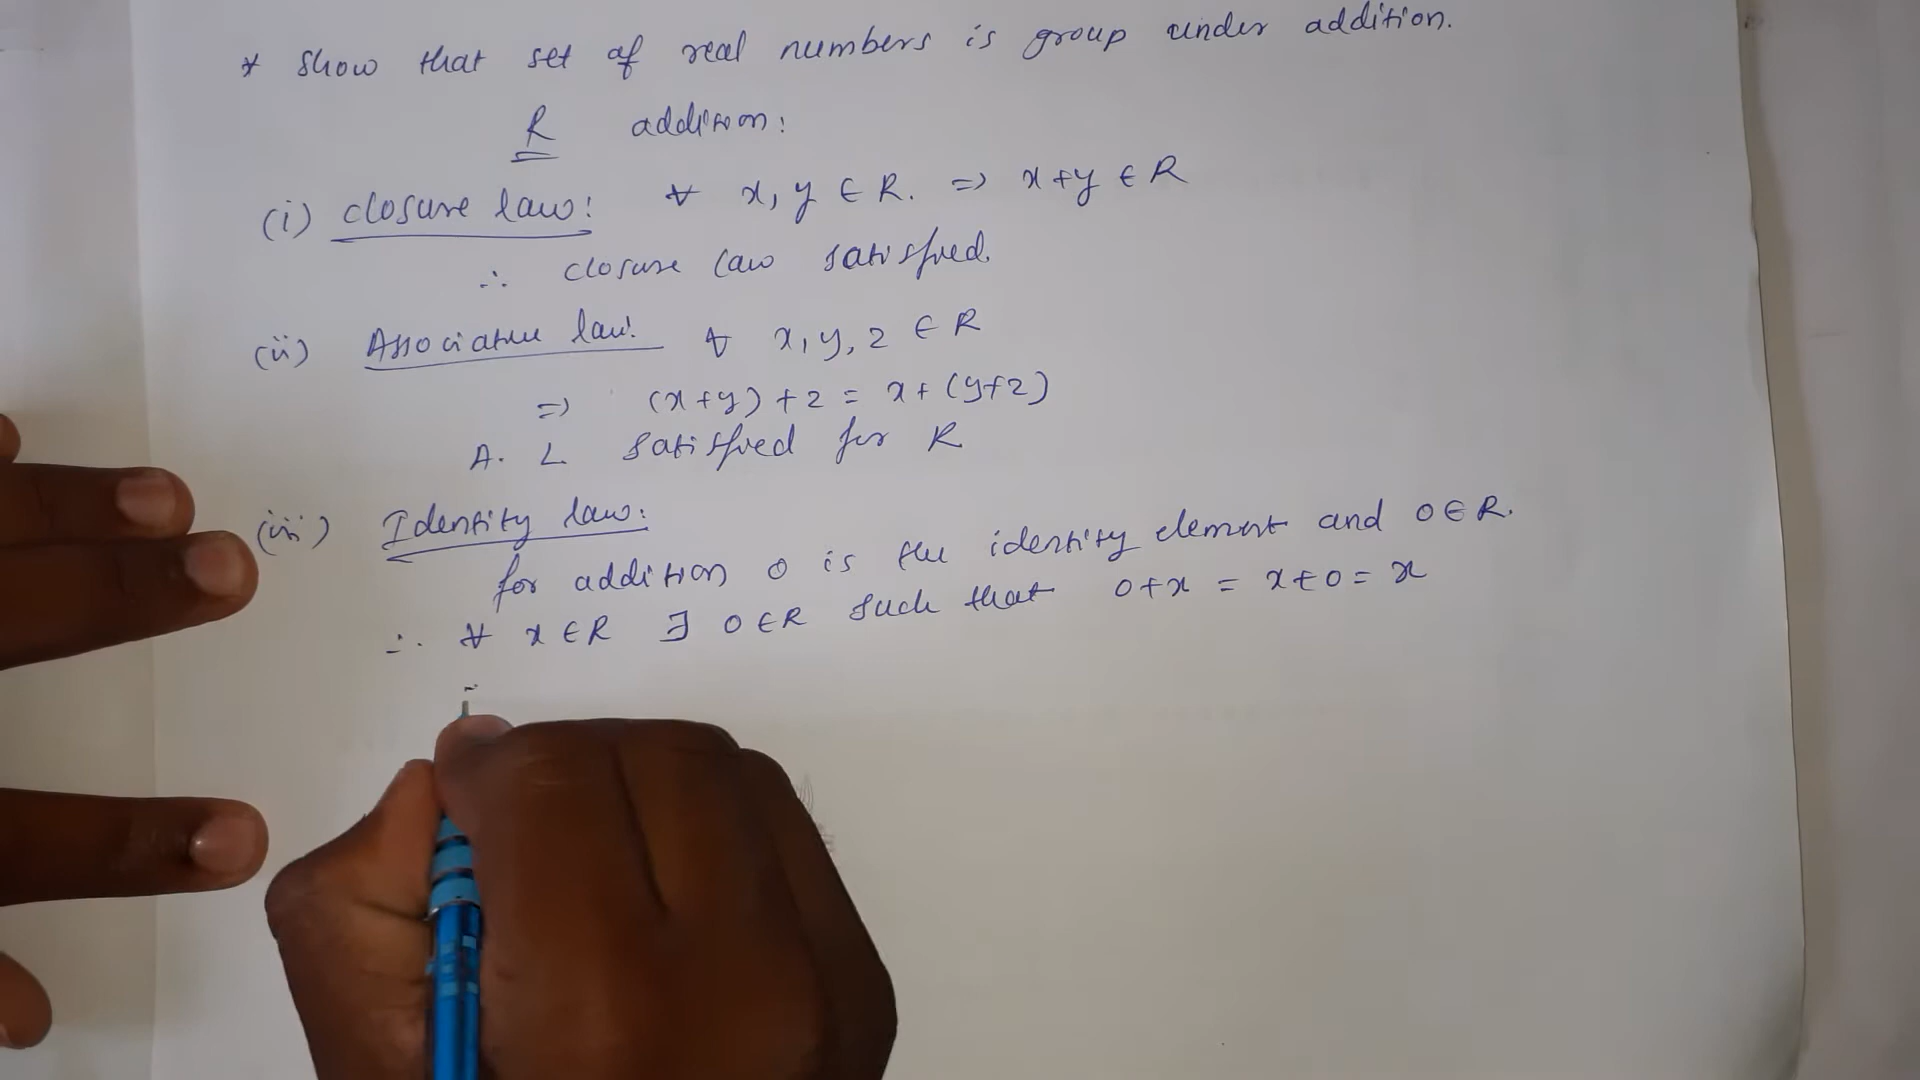 * Show that set of real numbers is group under addition.
R addition:
(i) closure law: ∀ x, y ∈ R. => x+y ∈ R
∴ closure law satisfied.
(ii) Associative law: ∀ x, y, z ∈ R
=> (x+y)+z = x+(y+z)
A. L satisfied for R
(iii) Identity law:
for addition 0 is the identity element and 0∈R.
∴ ∀ x∈R ∃ 0∈R such that 0+x = x+0 = x